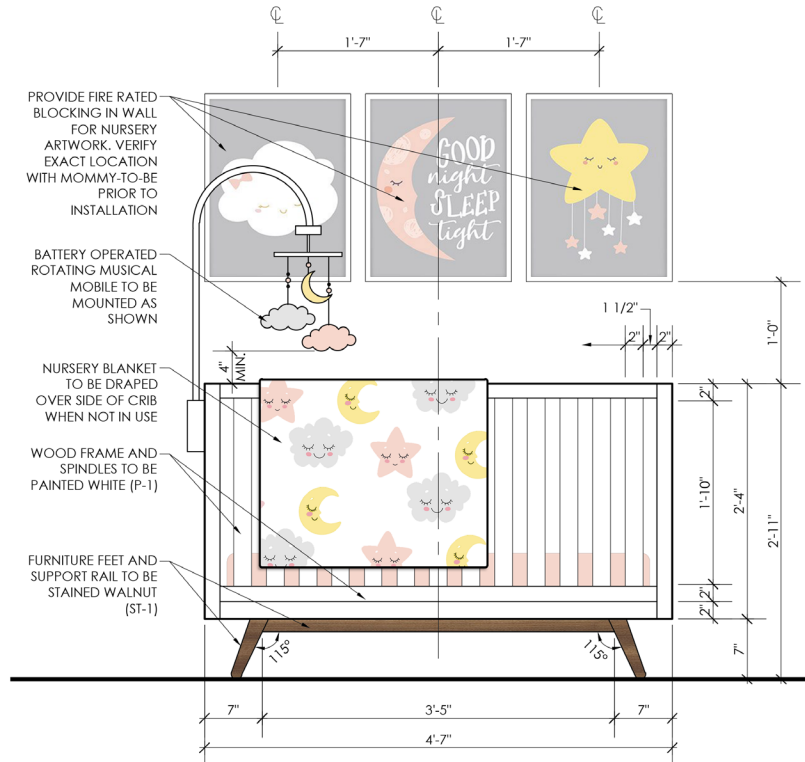 ℄ ℄ ℄
1'-7" 1'-7"
PROVIDE FIRE RATED
BLOCKING IN WALL
FOR NURSERY
ARTWORK. VERIFY
EXACT LOCATION
WITH MOMMY-TO-BE
PRIOR TO
INSTALLATION
GOOD
night
SLEEP
tight
BATTERY OPERATED
ROTATING MUSICAL
MOBILE TO BE
MOUNTED AS
SHOWN
1 1/2"
2" 2"
1'-0"
4"
MIN.
NURSERY BLANKET
TO BE DRAPED
OVER SIDE OF CRIB
WHEN NOT IN USE
WOOD FRAME AND
SPINDLES TO BE
PAINTED WHITE (P-1)
2"
1'-10"
2'-4"
2'-11"
FURNITURE FEET AND
SUPPORT RAIL TO BE
STAINED WALNUT
(ST-1)
2"
2"
115° 115°
7"
7" 3'-5" 7"
4'-7"